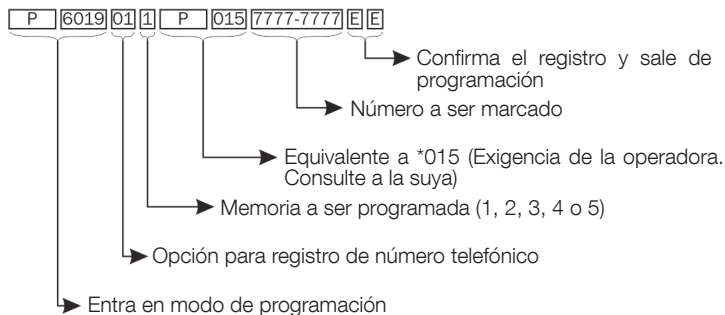 P 6019 01 1 P 015 7777-7777 E E
Confirma el registro y sale de
programación
Número a ser marcado
Equivalente a *015 (Exigencia de la operadora.
Consulte a la suya)
Memoria a ser programada (1, 2, 3, 4 o 5)
Opción para registro de número telefónico
Entra en modo de programación